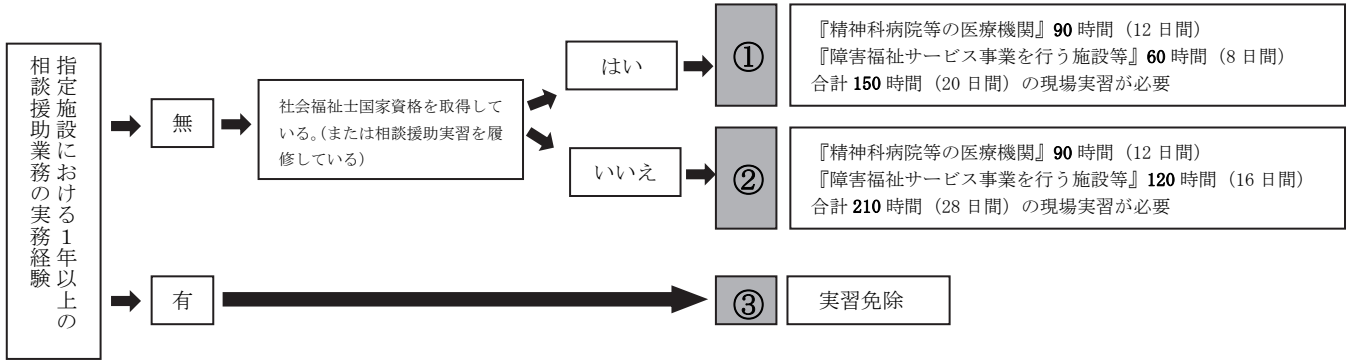 指定施設における１年以上の
相談援助業務の実務経験
無
社会福祉士国家資格を取得して
いる。（または相談援助実習を履
修している）
はい
①
『精神科病院等の医療機関』90 時間（12 日間）
『障害福祉サービス事業を行う施設等』60 時間（8 日間）
合計 150 時間（20 日間）の現場実習が必要
いいえ
②
『精神科病院等の医療機関』90 時間（12 日間）
『障害福祉サービス事業を行う施設等』120 時間（16 日間）
合計 210 時間（28 日間）の現場実習が必要
有
③
実習免除